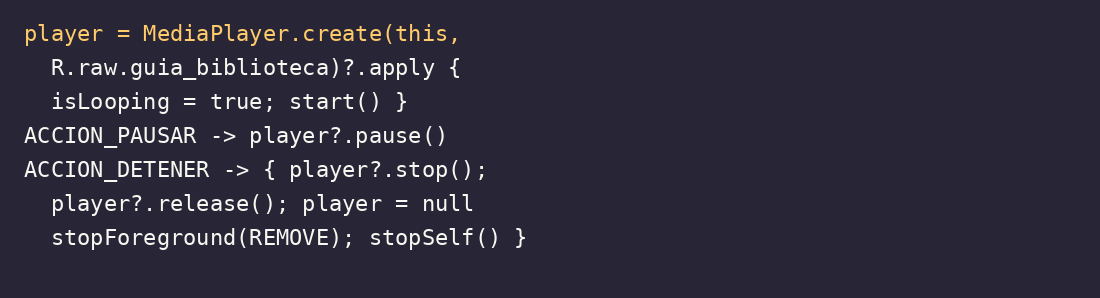 player = MediaPlayer.create(this,
R.raw.guia_biblioteca)?.apply {
isLooping = true; start() }
ACCION_PAUSAR -> player?.pause()
ACCION_DETENER -> { player?.stop();
player?.release(); player = null
stopForeground(REMOVE); stopSelf() }